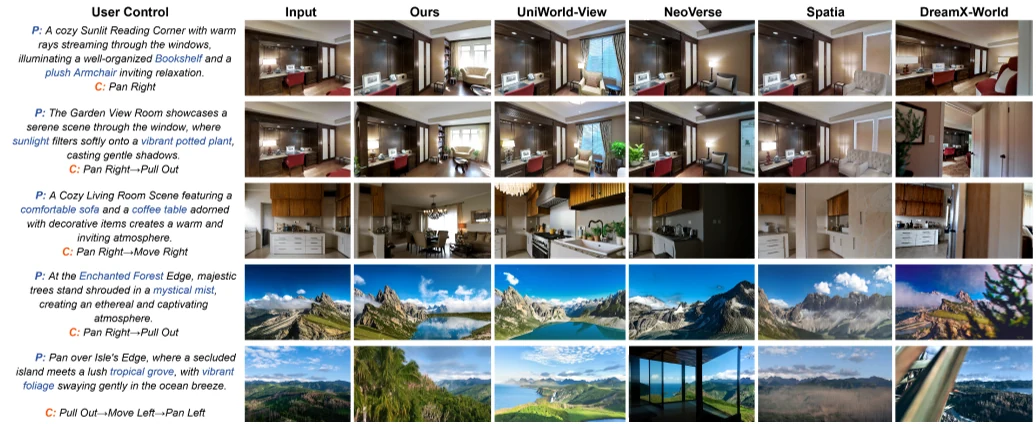 User Control Input Ours UniWorld-View NeoVerse Spatia DreamX-World
P: A cozy Sunlit Reading Corner with warm
rays streaming through the windows,
illuminating a well-organized Bookshelf and a
plush Armchair inviting relaxation.
C: Pan Right
P: The Garden View Room showcases a
serene scene through the window, where
sunlight filters softly onto a vibrant potted plant,
casting gentle shadows.
C: Pan Right→Pull Out
P: A Cozy Living Room Scene featuring a
comfortable sofa and a coffee table adorned
with decorative items creates a warm and
inviting atmosphere.
C: Pan Right→Move Right
P: At the Enchanted Forest Edge, majestic
trees stand shrouded in a mystical mist,
creating an ethereal and captivating
atmosphere.
C: Pan Right→Pull Out
P: Pan over Isle's Edge, where a secluded
island meets a lush tropical grove, with vibrant
foliage swaying gently in the ocean breeze.
C: Pull Out→Move Left→Pan Left